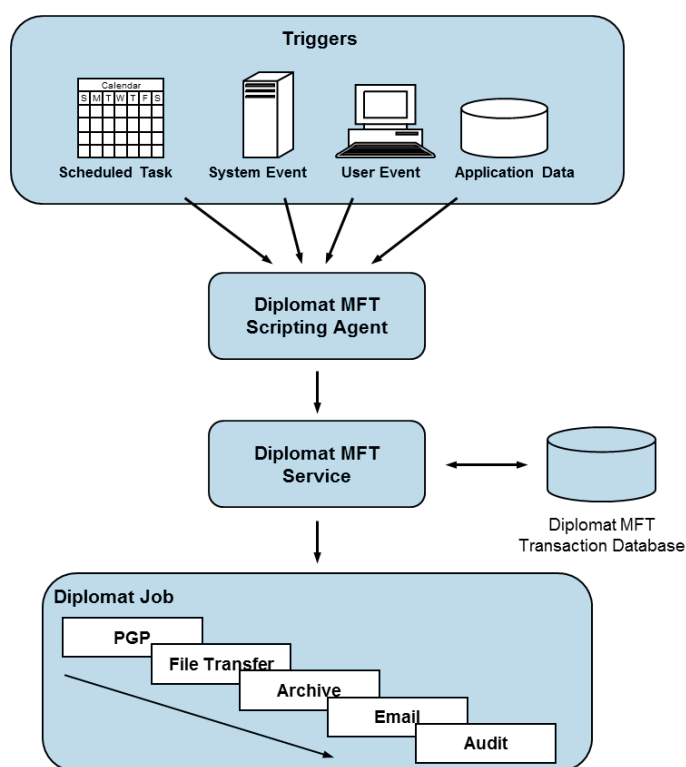 Triggers
Calendar
S M T W T F S
Scheduled Task
System Event
User Event
Application Data
Diplomat MFT
Scripting Agent
Diplomat MFT
Service
Diplomat MFT
Transaction Database
Diplomat Job
PGP
File Transfer
Archive
Email
Audit